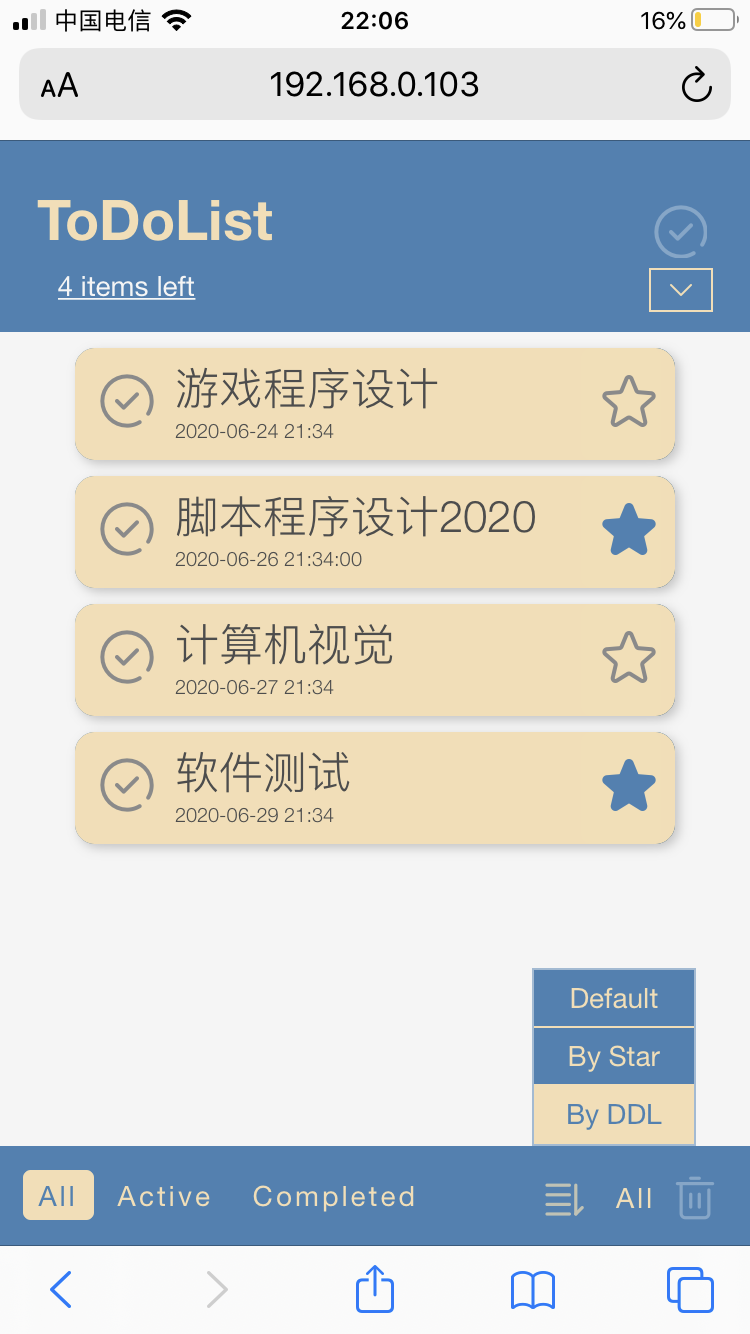 中国电信 22:06 16%
AA 192.168.0.103
ToDoList
4 items left
游戏程序设计
2020-06-24 21:34
脚本程序设计2020
2020-06-26 21:34:00
计算机视觉
2020-06-27 21:34
软件测试
2020-06-29 21:34
Default
By Star
By DDL
All Active Completed All